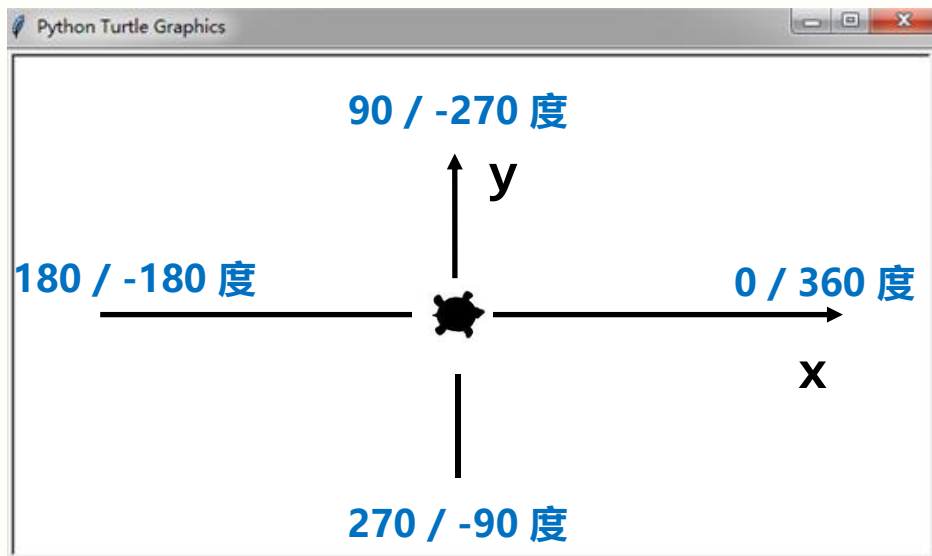 Python Turtle Graphics
90 / -270 度
y
180 / -180 度
0 / 360 度
x
270 / -90 度